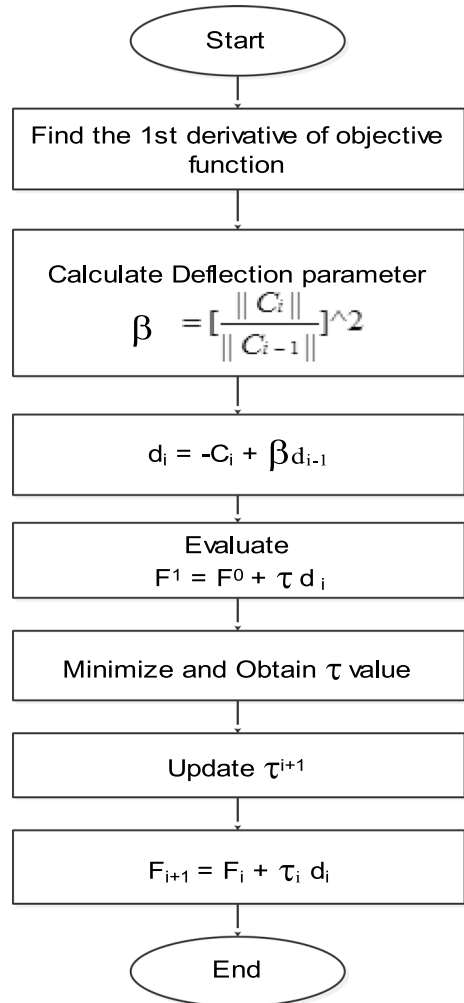 Start
Find the 1st derivative of objective
function
Calculate Deflection parameter
β = [ || Ci || / || Ci – 1 || ]^2
dᵢ = -Cᵢ + βdᵢ₋₁
Evaluate
F¹ = F⁰ + τ dᵢ
Minimize and Obtain τ value
Update τⁱ⁺¹
Fᵢ₊₁ = Fᵢ + τᵢ dᵢ
End